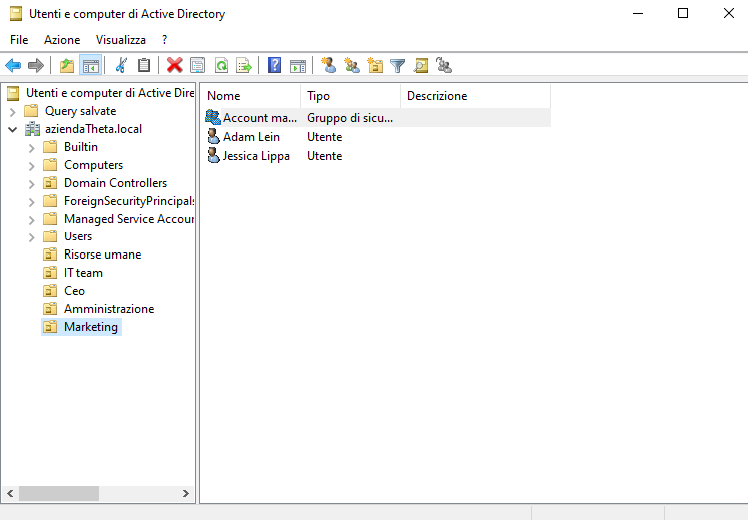 Utenti e computer di Active Directory
File Azione Visualizza ?
Utenti e computer di Active Dire
Query salvate
aziendaTheta.local
Builtin
Computers
Domain Controllers
ForeignSecurityPrincipals
Managed Service Accour
Users
Risorse umane
IT team
Ceo
Amministrazione
Marketing
Nome Tipo Descrizione
Account ma... Gruppo di sicu...
Adam Lein Utente
Jessica Lippa Utente